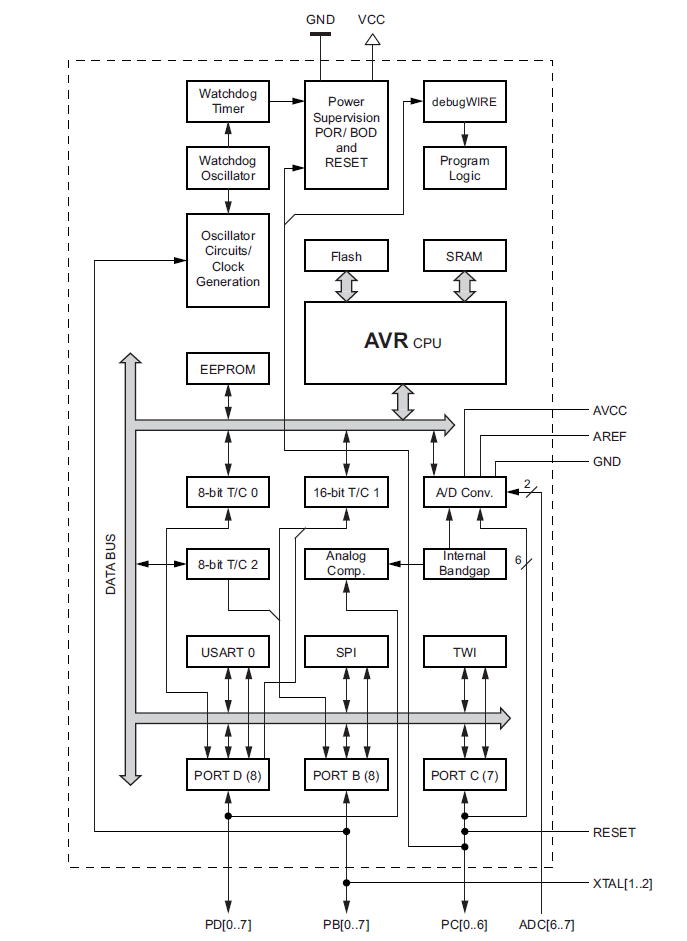 GND
VCC
Watchdog
Timer
Power
Supervision
POR/ BOD
and
RESET
debugWIRE
Watchdog
Oscillator
Program
Logic
Oscillator
Circuits/
Clock
Generation
Flash
SRAM
AVR CPU
EEPROM
AVCC
AREF
GND
8-bit T/C 0
16-bit T/C 1
A/D Conv.
2
DATA BUS
8-bit T/C 2
Analog
Comp.
Internal
Bandgap
6
USART 0
SPI
TWI
PORT D (8)
PORT B (8)
PORT C (7)
RESET
XTAL[1..2]
PD[0..7]
PB[0..7]
PC[0..6]
ADC[6..7]